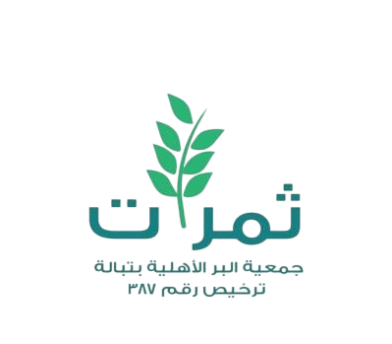 ثمرات
جمعية البر الأهلية بتبالة
ترخيص رقم ٣٨٧